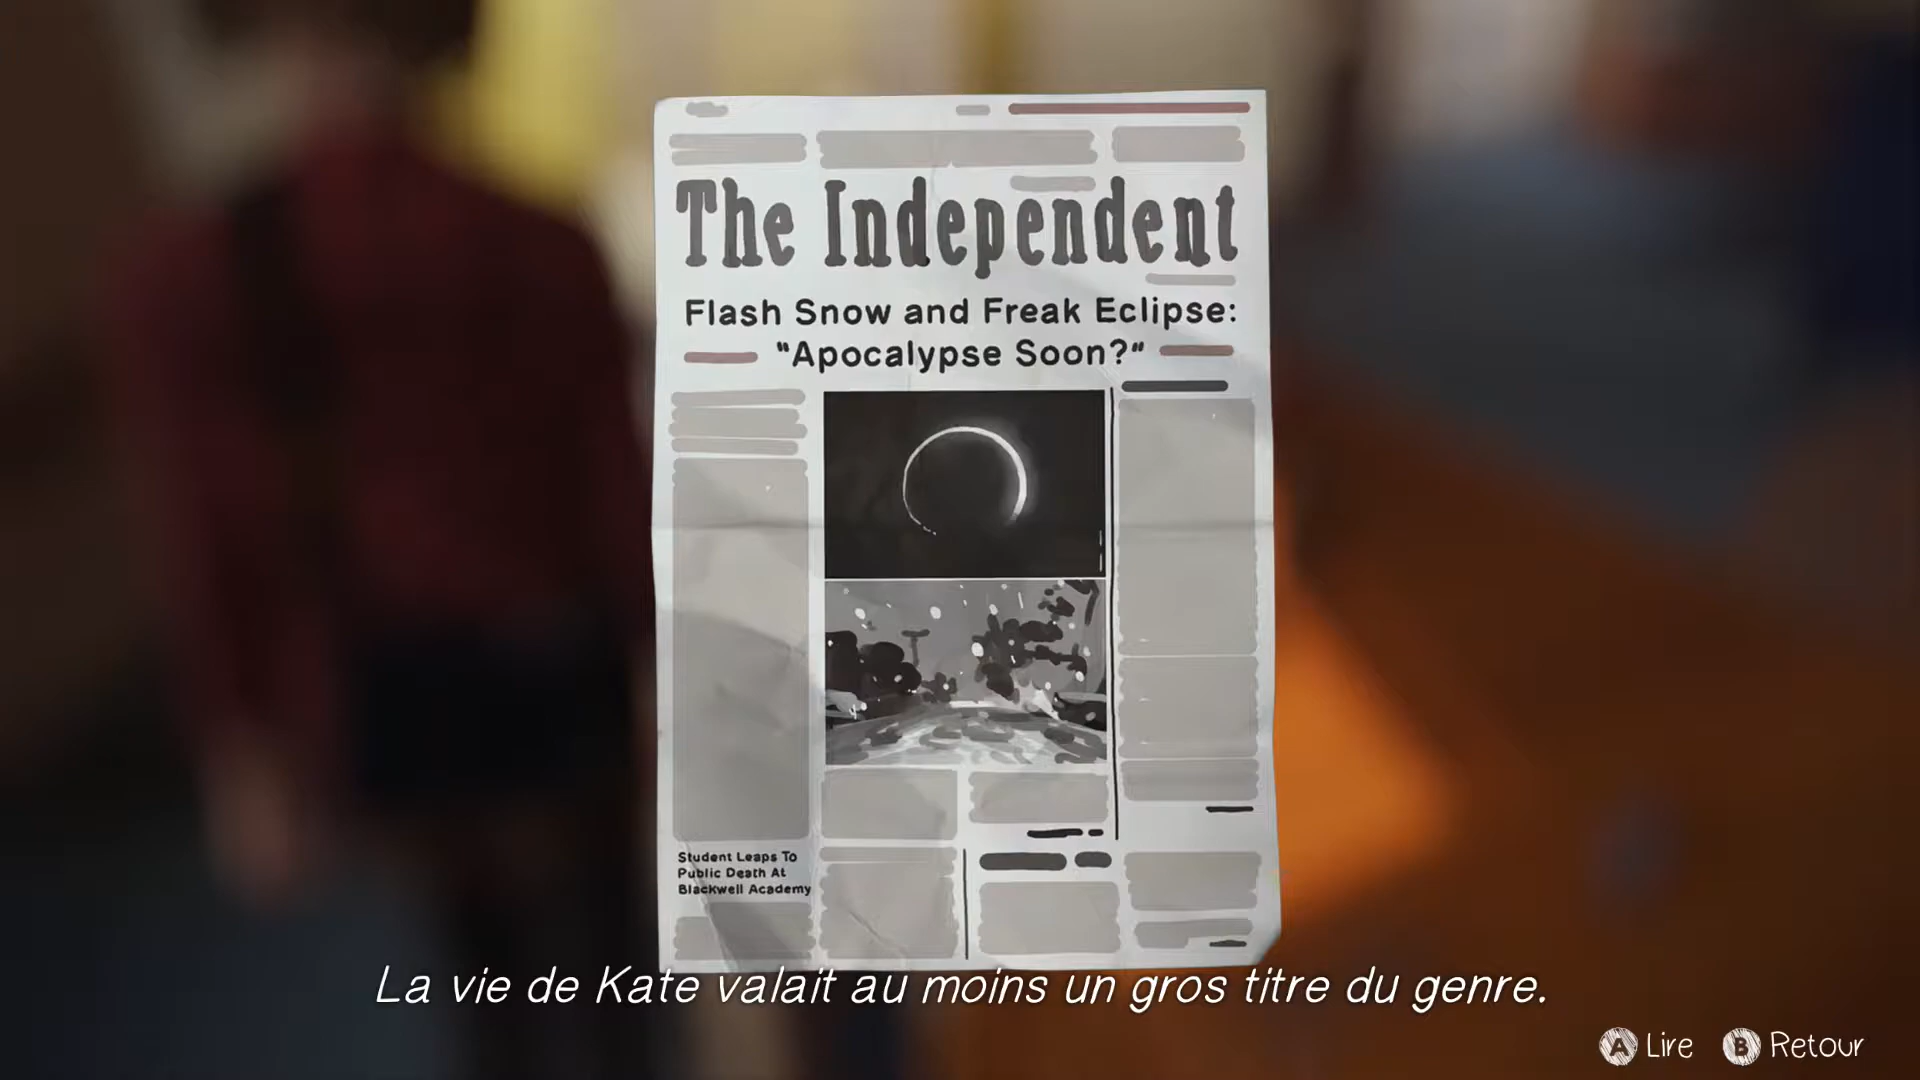 The Independent
Flash Snow and Freak Eclipse:
"Apocalypse Soon?"
Student Leaps To
Public Death At
Blackwell Academy
La vie de Kate valait au moins un gros titre du genre.
A Lire B Retour